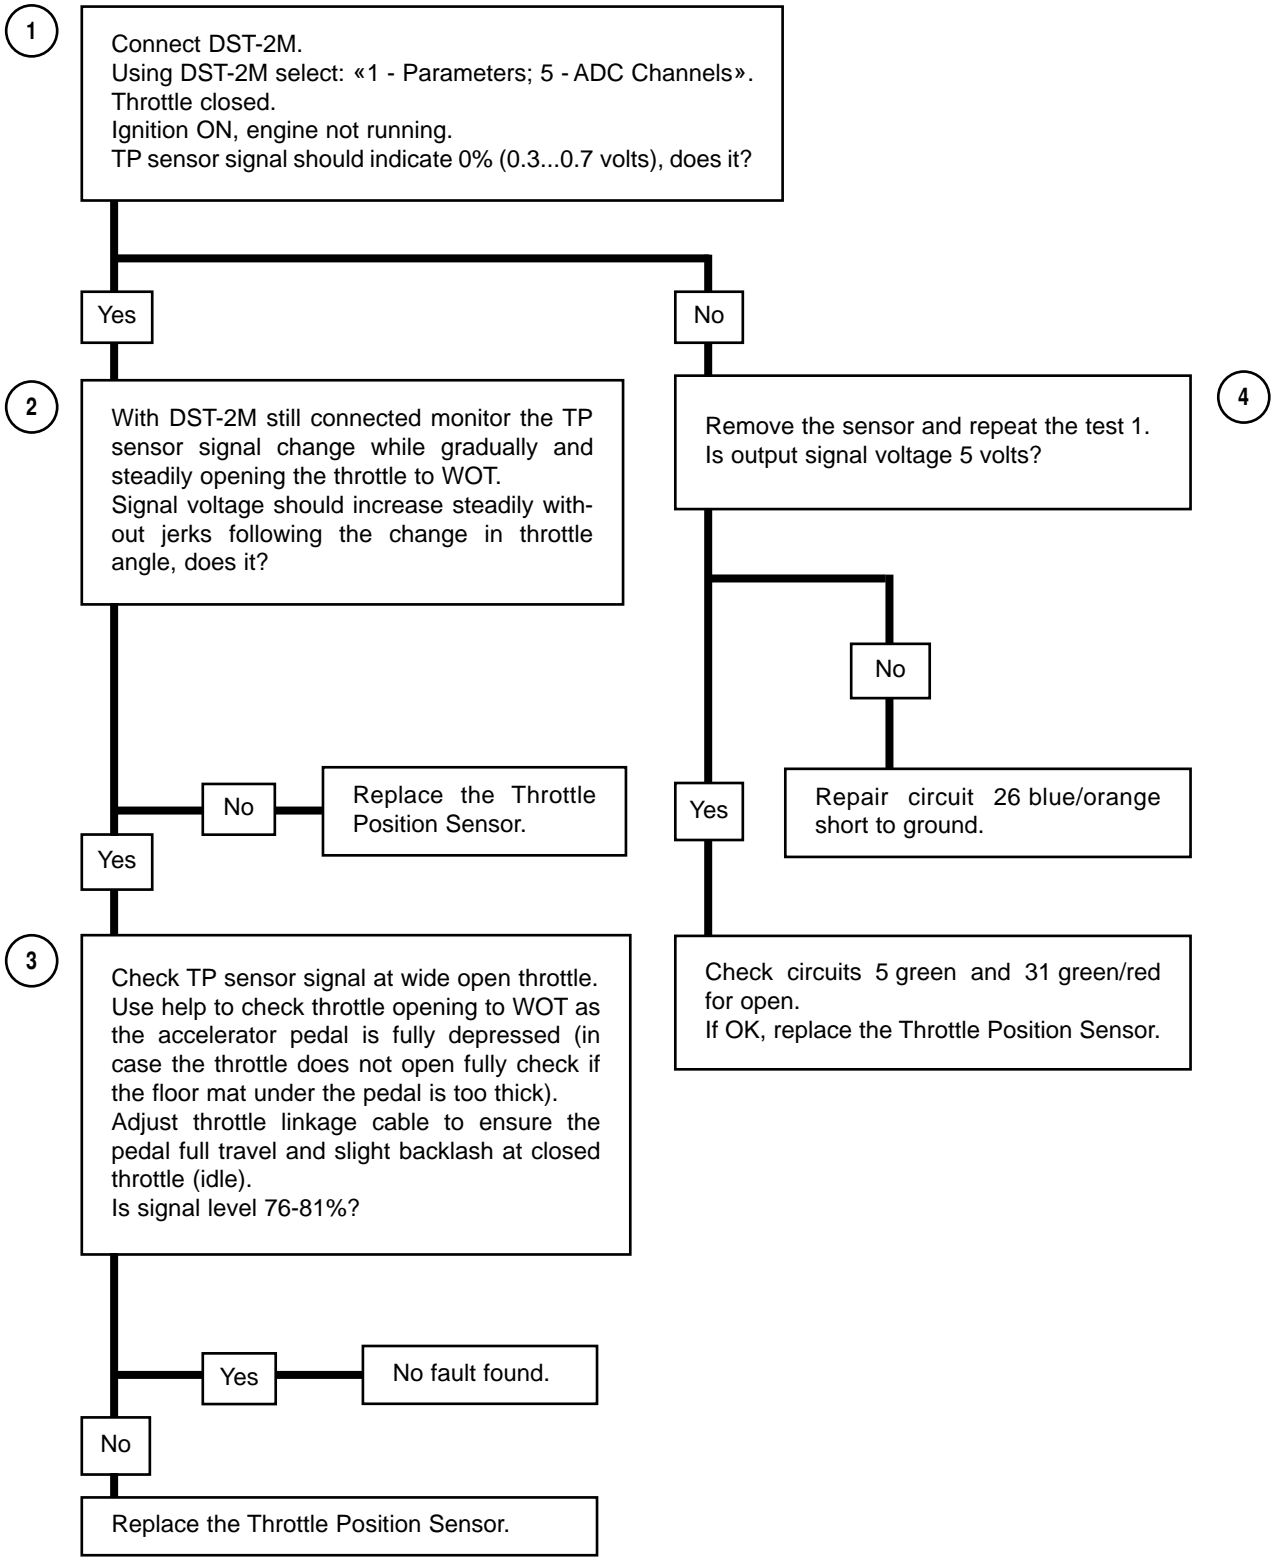 1
Connect DST-2M.
Using DST-2M select: «1 - Parameters; 5 - ADC Channels».
Throttle closed.
Ignition ON, engine not running.
TP sensor signal should indicate 0% (0.3...0.7 volts), does it?
Yes
No
2
With DST-2M still connected monitor the TP
sensor signal change while gradually and
steadily opening the throttle to WOT.
Signal voltage should increase steadily with-
out jerks following the change in throttle
angle, does it?
4
Remove the sensor and repeat the test 1.
Is output signal voltage 5 volts?
No
No
Replace the Throttle
Position Sensor.
Yes
Repair circuit 26 blue/orange
short to ground.
Yes
3
Check TP sensor signal at wide open throttle.
Use help to check throttle opening to WOT as
the accelerator pedal is fully depressed (in
case the throttle does not open fully check if
the floor mat under the pedal is too thick).
Adjust throttle linkage cable to ensure the
pedal full travel and slight backlash at closed
throttle (idle).
Is signal level 76-81%?
Check circuits 5 green and 31 green/red
for open.
If OK, replace the Throttle Position Sensor.
Yes
No fault found.
No
Replace the Throttle Position Sensor.